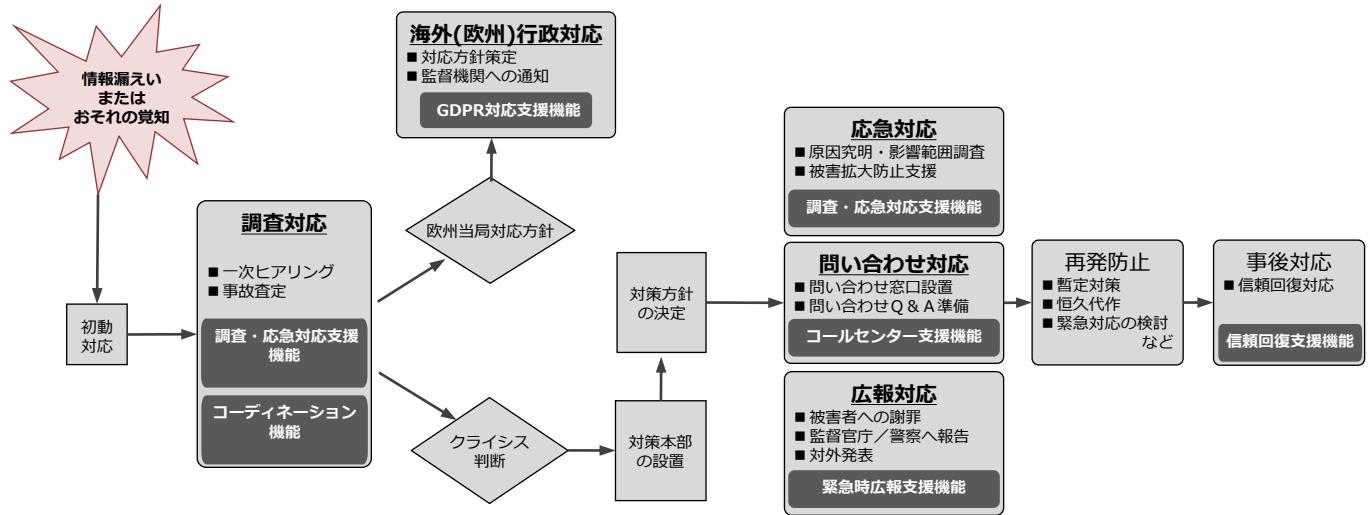 情報漏えい
または
おそれの覚知
初動
対応
調査対応
■ 一次ヒアリング
■ 事故査定
調査・応急対応支援
機能
コーディネーション
機能
海外(欧州)行政対応
■ 対応方針策定
■ 監督機関への通知
GDPR対応支援機能
欧州当局対応方針
クライシス
判断
対策本部
の設置
対策方針
の決定
応急対応
■ 原因究明・影響範囲調査
■ 被害拡大防止支援
調査・応急対応支援機能
問い合わせ対応
■ 問い合わせ窓口設置
■ 問い合わせQ＆A準備
コールセンター支援機能
広報対応
■ 被害者への謝罪
■ 監督官庁／警察へ報告
■ 対外発表
緊急時広報支援機能
再発防止
■ 暫定対策
■ 恒久代作
■ 緊急対応の検討
など
事後対応
■ 信頼回復対応
信頼回復支援機能